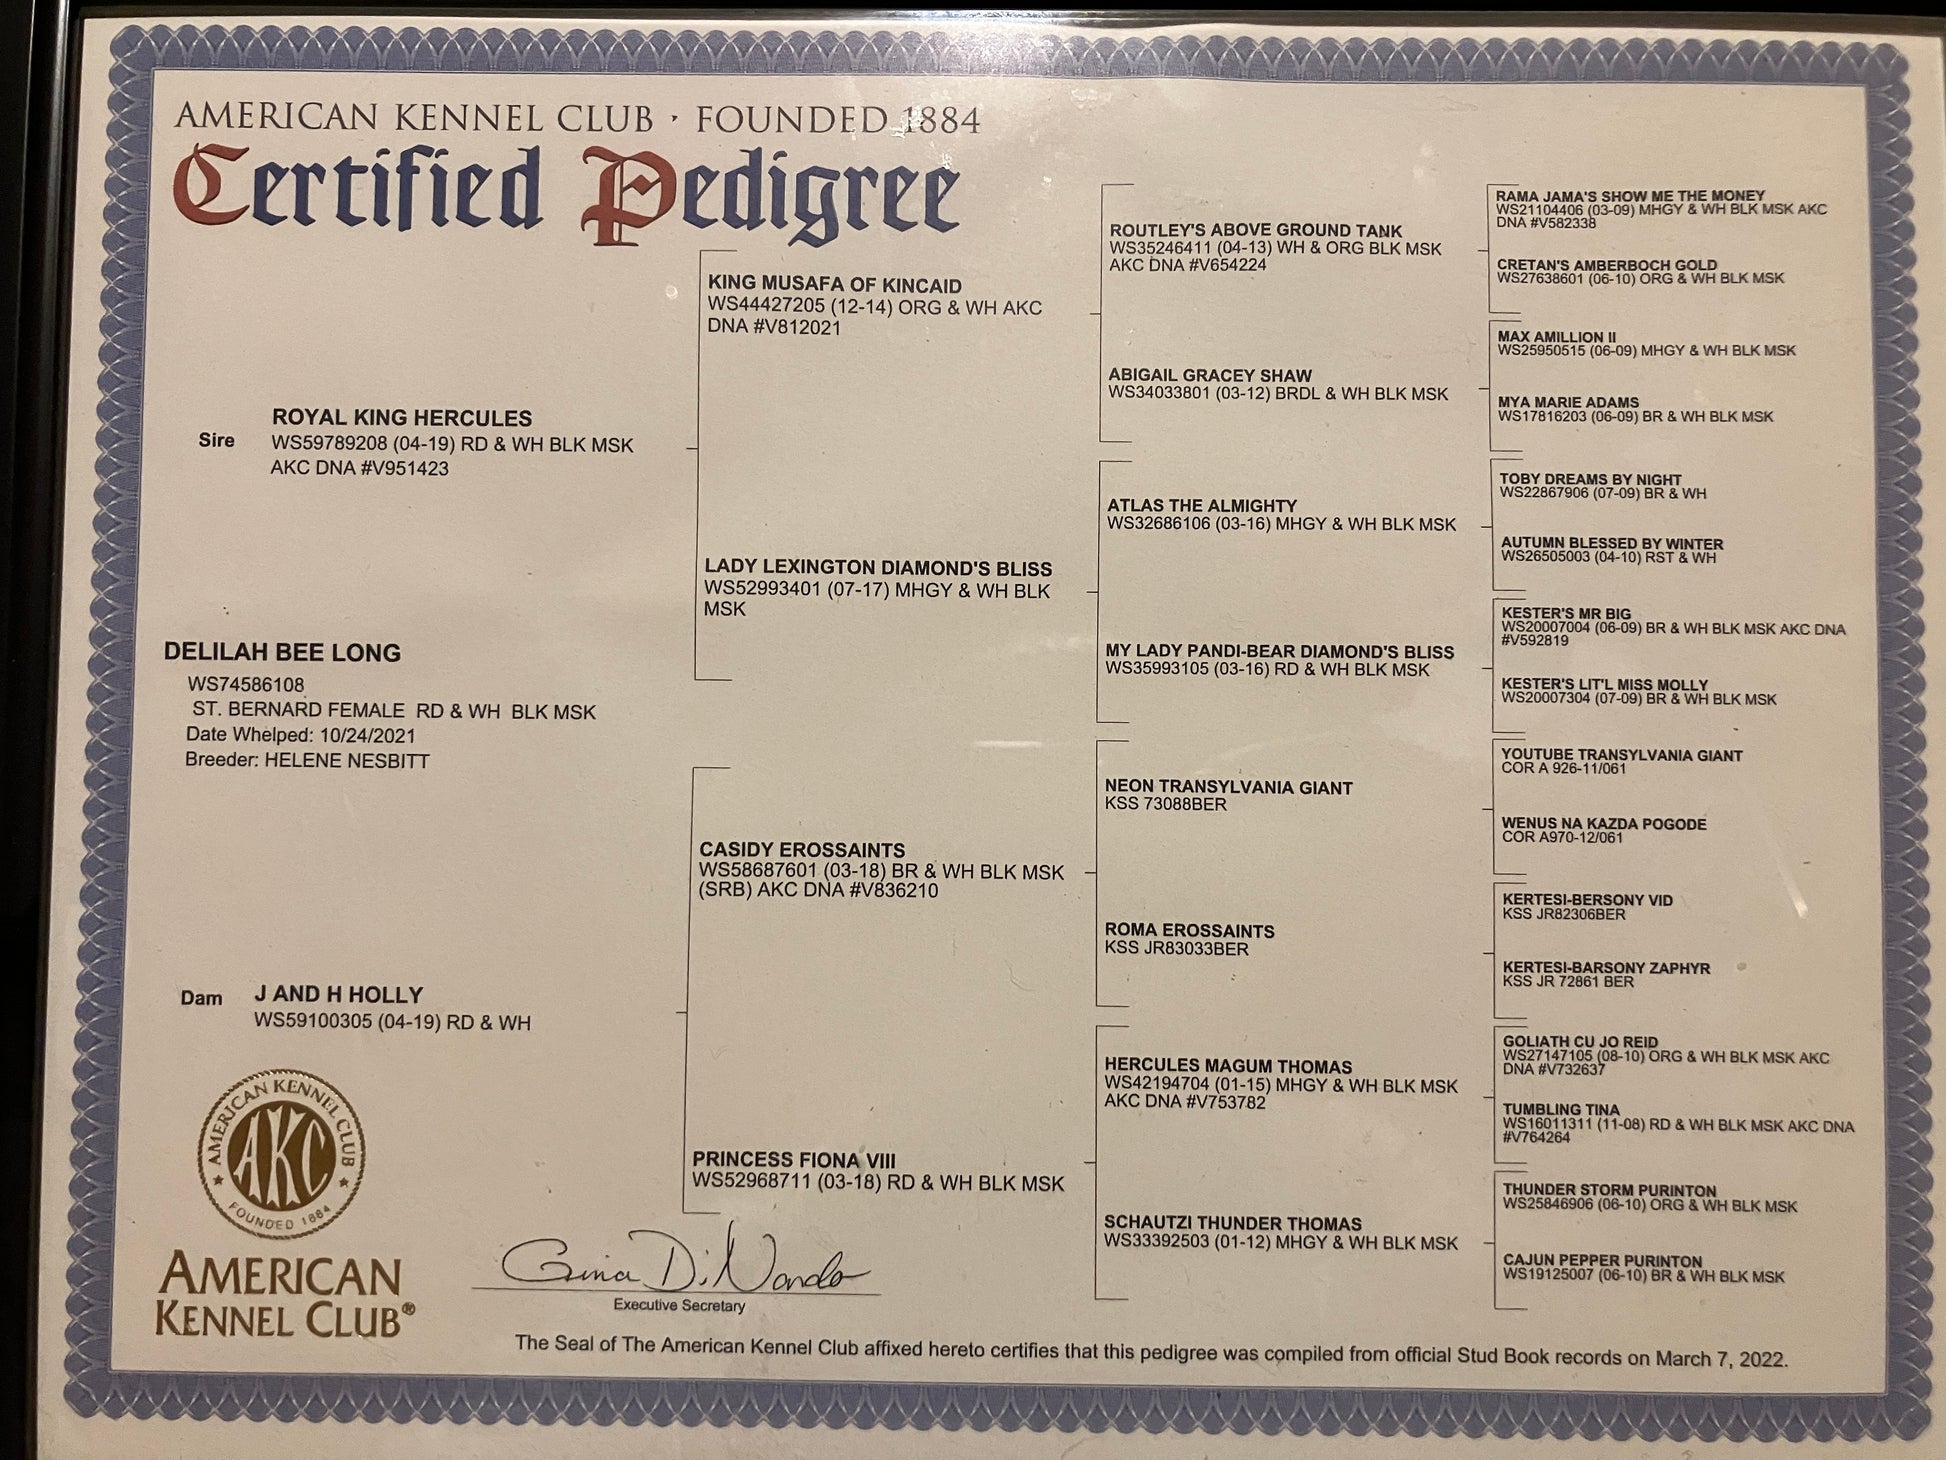 AMERICAN KENNEL CLUB · FOUNDED 1884
Certified Pedigree
Sire
ROYAL KING HERCULES
WS59789208 (04-19) RD & WH BLK MSK
AKC DNA #V951423
DELILAH BEE LONG
WS74586108
ST. BERNARD FEMALE RD & WH BLK MSK
Date Whelped: 10/24/2021
Breeder: HELENE NESBITT
Dam
J AND H HOLLY
WS59100305 (04-19) RD & WH
KING MUSAFA OF KINCAID
WS44427205 (12-14) ORG & WH AKC
DNA #V812021
LADY LEXINGTON DIAMOND'S BLISS
WS52993401 (07-17) MHGY & WH BLK
MSK
CASIDY EROSSAINTS
WS58687601 (03-18) BR & WH BLK MSK
(SRB) AKC DNA #V836210
PRINCESS FIONA VIII
WS52968711 (03-18) RD & WH BLK MSK
ROUTLEY'S ABOVE GROUND TANK
WS35246411 (04-13) WH & ORG BLK MSK
AKC DNA #V654224
ABIGAIL GRACEY SHAW
WS34033801 (03-12) BRDL & WH BLK MSK
ATLAS THE ALMIGHTY
WS32686106 (03-16) MHGY & WH BLK MSK
MY LADY PANDI-BEAR DIAMOND'S BLISS
WS35993105 (03-16) RD & WH BLK MSK
NEON TRANSYLVANIA GIANT
KSS 73088BER
ROMA EROSSAINTS
KSS JR83033BER
HERCULES MAGUM THOMAS
WS42194704 (01-15) MHGY & WH BLK MSK
AKC DNA #V753782
SCHAUTZI THUNDER THOMAS
WS33392503 (01-12) MHGY & WH BLK MSK
RAMA JAMA'S SHOW ME THE MONEY
WS21104406 (03-09) MHGY & WH BLK MSK AKC
DNA #V582338
CRETAN'S AMBERBOCH GOLD
WS27638601 (06-10) ORG & WH BLK MSK
MAX AMILLION II
WS25950515 (06-09) MHGY & WH BLK MSK
MYA MARIE ADAMS
WS17816203 (06-09) BR & WH BLK MSK
TOBY DREAMS BY NIGHT
WS22867906 (07-09) BR & WH
AUTUMN BLESSED BY WINTER
WS26505003 (04-10) RST & WH
KESTER'S MR BIG
WS20007004 (06-09) BR & WH BLK MSK AKC DNA
#V592819
KESTER'S LIT'L MISS MOLLY
WS20007304 (07-09) BR & WH BLK MSK
YOUTUBE TRANSYLVANIA GIANT
COR A 926-11/061
WENUS NA KAZDA POGODE
COR A970-12/061
KERTESI-BERSONY VID
KSS JR82306BER
KERTESI-BARSONY ZAPHYR
KSS JR 72861 BER
GOLIATH CU JO REID
WS27147105 (08-10) ORG & WH BLK MSK AKC
DNA #V732637
TUMBLING TINA
WS16011311 (11-08) RD & WH BLK MSK AKC DNA
#V764264
THUNDER STORM PURINTON
WS25846906 (06-10) ORG & WH BLK MSK
CAJUN PEPPER PURINTON
WS19125007 (06-10) BR & WH BLK MSK
AMERICAN KENNEL CLUB
AKC
FOUNDED 1884
AMERICAN
KENNEL CLUB®
Gina DiNardo
Executive Secretary
The Seal of The American Kennel Club affixed hereto certifies that this pedigree was compiled from official Stud Book records on March 7, 2022.